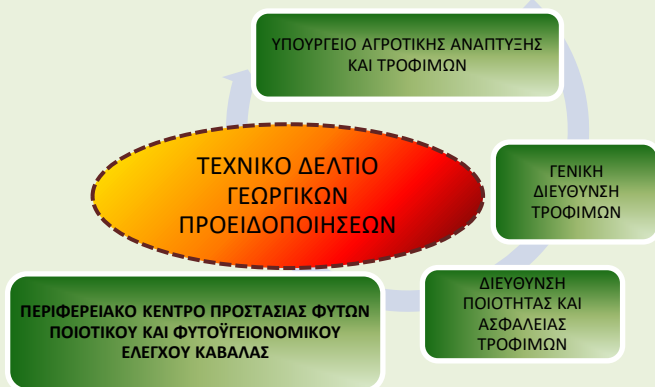 ΥΠΟΥΡΓΕΙΟ ΑΓΡΟΤΙΚΗΣ ΑΝΑΠΤΥΞΗΣ
ΚΑΙ ΤΡΟΦΙΜΩΝ
ΤΕΧΝΙΚΟ ΔΕΛΤΙΟ
ΓΕΩΡΓΙΚΩΝ
ΠΡΟΕΙΔΟΠΟΙΗΣΕΩΝ
ΓΕΝΙΚΗ
ΔΙΕΥΘΥΝΣΗ
ΤΡΟΦΙΜΩΝ
ΔΙΕΥΘΥΝΣΗ
ΠΟΙΟΤΗΤΑΣ ΚΑΙ
ΑΣΦΑΛΕΙΑΣ
ΤΡΟΦΙΜΩΝ
ΠΕΡΙΦΕΡΕΙΑΚΟ ΚΕΝΤΡΟ ΠΡΟΣΤΑΣΙΑΣ ΦΥΤΩΝ
ΠΟΙΟΤΙΚΟΥ ΚΑΙ ΦΥΤΟΫΓΕΙΟΝΟΜΙΚΟΥ
ΕΛΕΓΧΟΥ ΚΑΒΑΛΑΣ